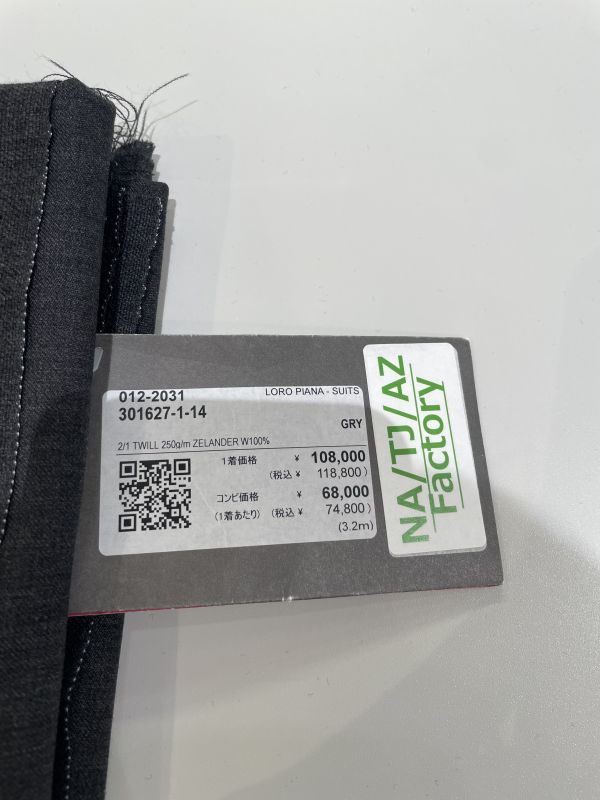 012-2031
LORO PIANA - SUITS
301627-1-14
GRY
2/1 TWILL 250g/m ZELANDER W100%
1着価格 ¥ 108,000
(税込 ¥ 118,800 )
コンビ価格 ¥ 68,000
(1着あたり) (税込 ¥ 74,800 )
(3.2m)
NA/TJ/AZ
Factory